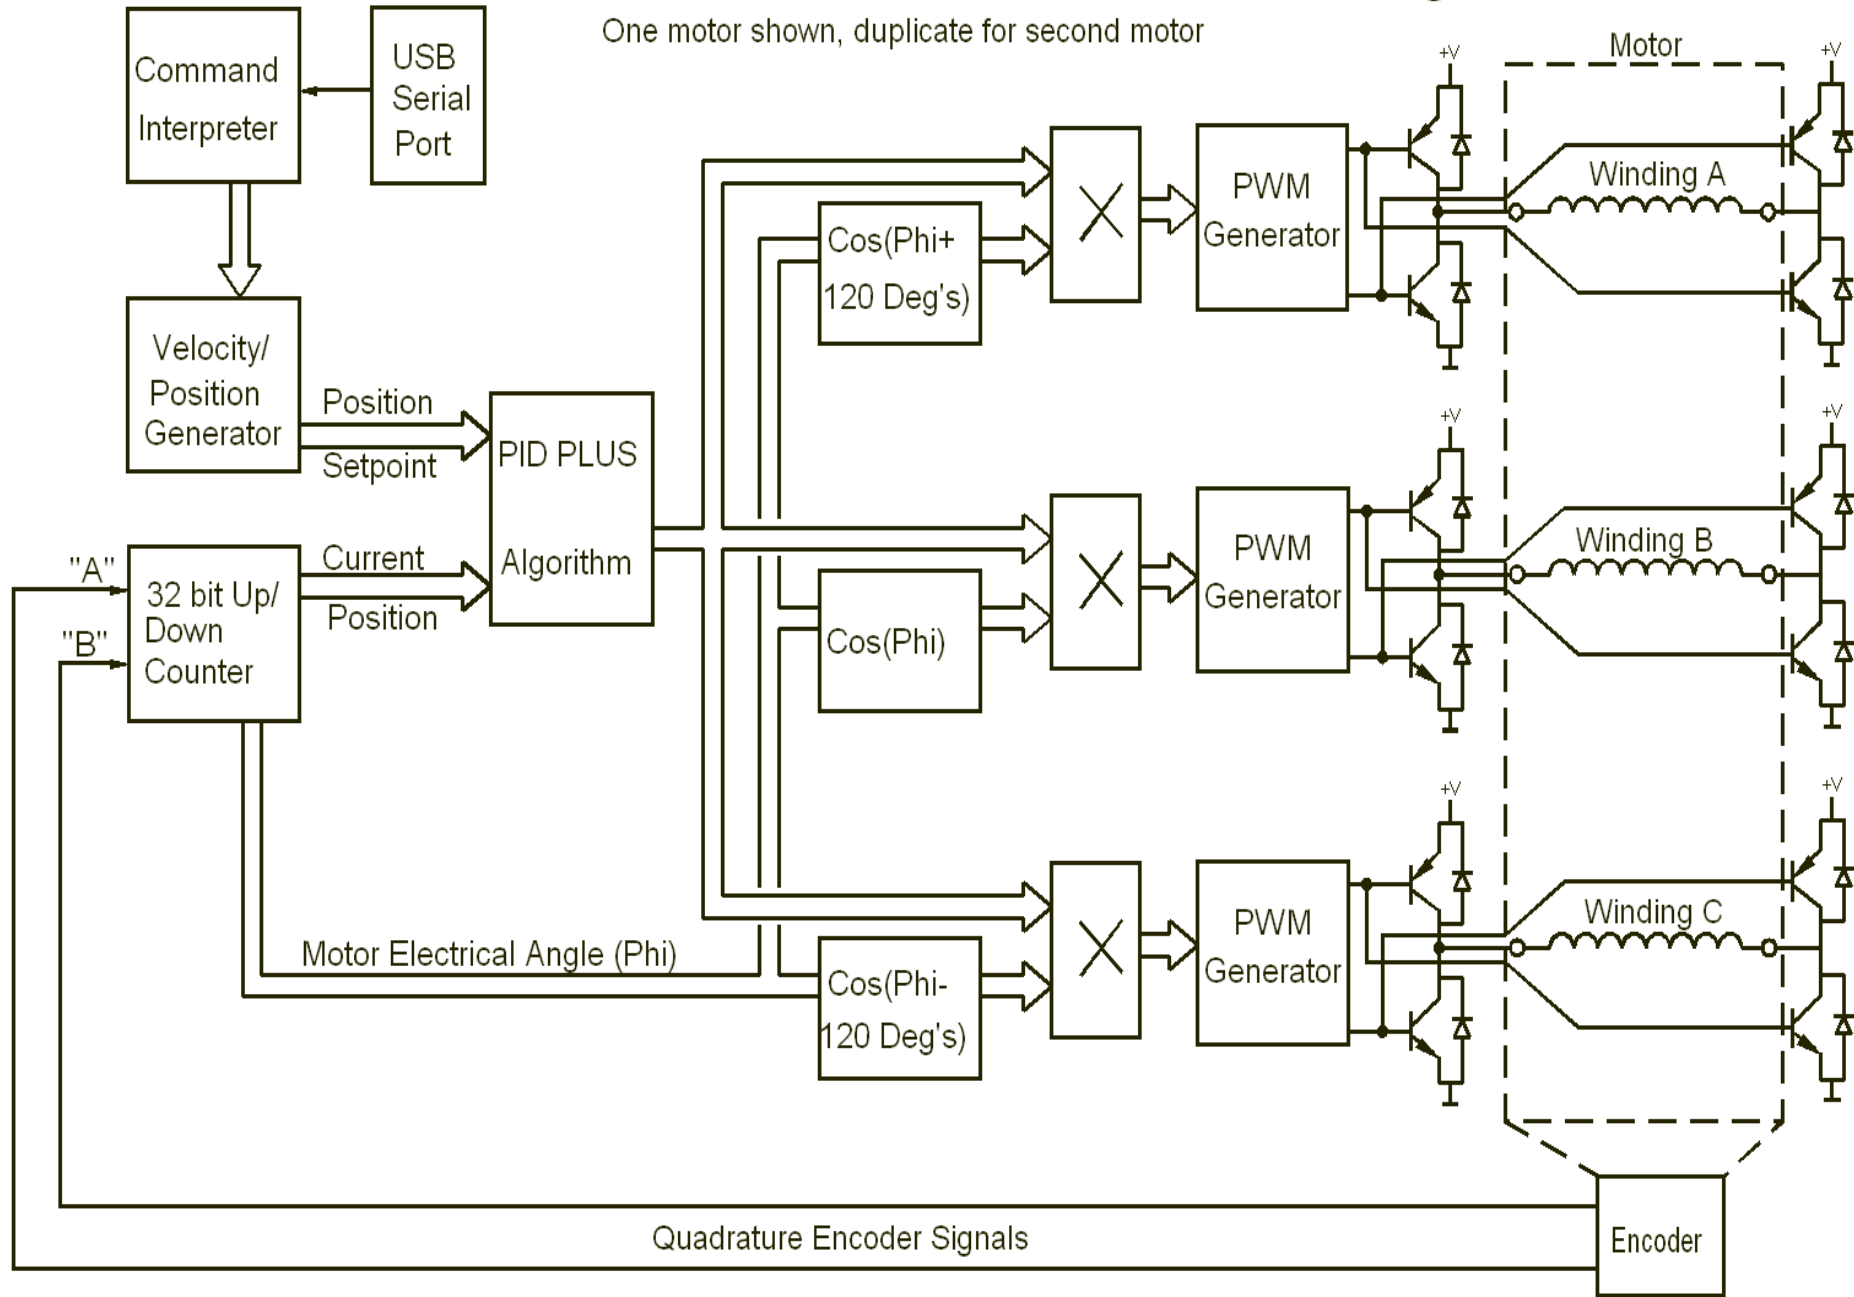 One motor shown, duplicate for second motor
Command
Interpreter
USB
Serial
Port
Velocity/
Position
Generator
Position
Setpoint
PID PLUS
Algorithm
"A"
"B"
32 bit Up/
Down
Counter
Current
Position
Motor Electrical Angle (Phi)
Cos(Phi+
120 Deg's)
Cos(Phi)
Cos(Phi-
120 Deg's)
X
PWM
Generator
X
PWM
Generator
X
PWM
Generator
Motor
+V
+V
Winding A
+V
+V
Winding B
+V
+V
Winding C
Quadrature Encoder Signals
Encoder